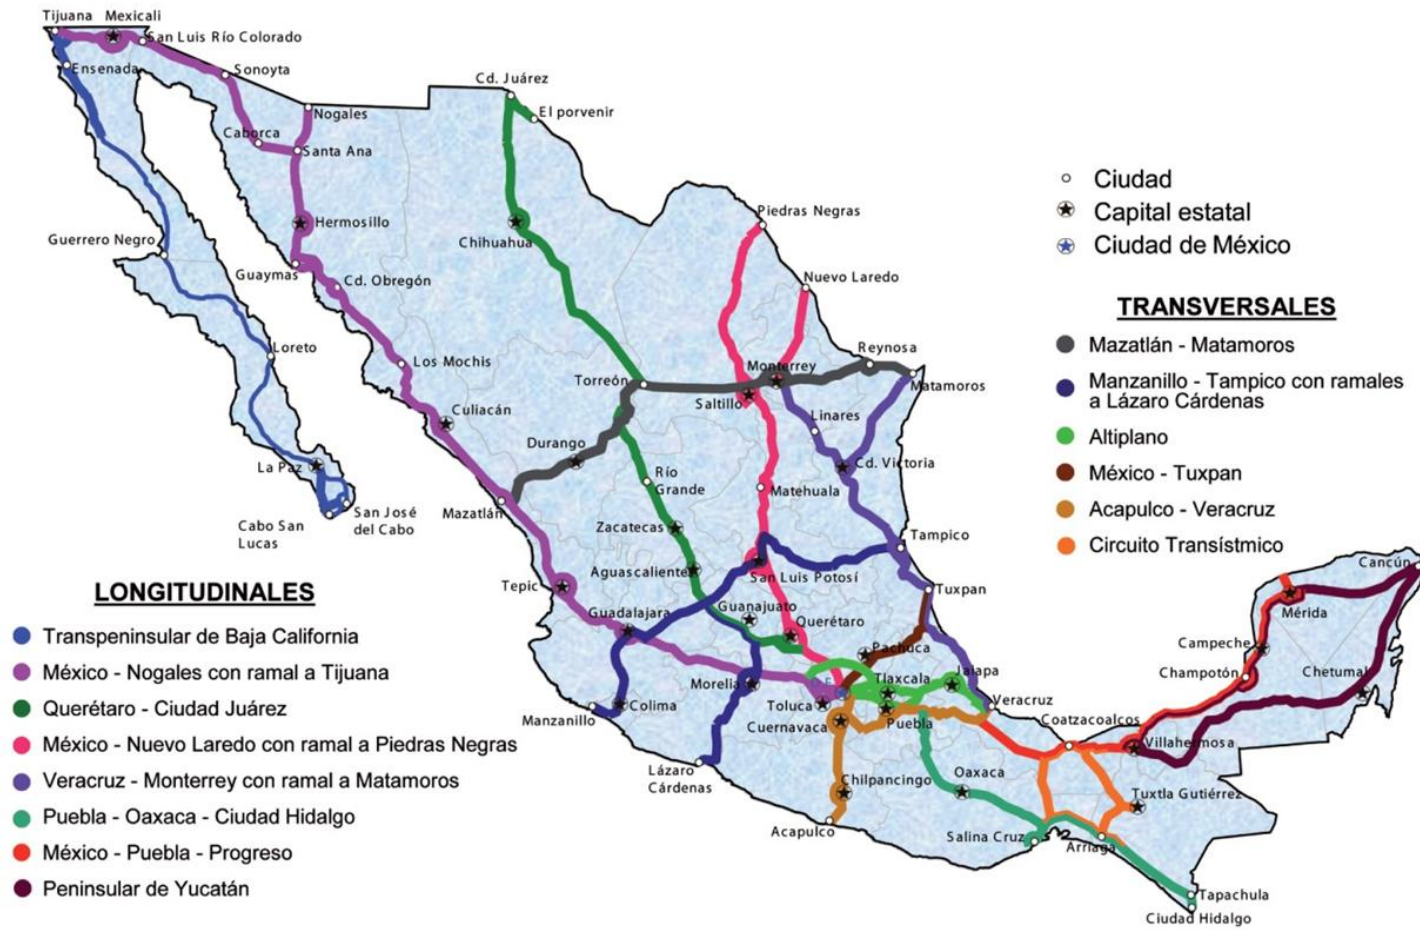 Tijuana
Mexicali
San Luis Río Colorado
Ensenada
Sonoyta
Nogales
Caborca
Santa Ana
Cd. Juárez
El porvenir
Hermosillo
Chihuahua
Guerrero Negro
Guaymas
Cd. Obregón
Piedras Negras
Nuevo Laredo
Loreto
Los Mochis
Torreón
Monterrey
Reynosa
Matamoros
Saltillo
Culiacán
Linares
Durango
La Paz
Cd. Victoria
Río
Grande
Matehuala
Cabo San
Lucas
San José
del Cabo
Mazatlán
Zacatecas
Tampico
Aguascalientes
San Luis Potosí
Tepic
Tuxpan
Guadalajara
Guanajuato
Querétaro
Pachuca
Morelia
Tlaxcala
Jalapa
Manzanillo
Colima
Toluca
Cuernavaca
Puebla
Veracruz
Coatzacoalcos
Villahermosa
Lázaro
Cárdenas
Chilpancingo
Oaxaca
Tuxtla Gutiérrez
Acapulco
Salina Cruz
Arriaga
Tapachula
Ciudad Hidalgo
Cancún
Mérida
Campeche
Champotón
Chetumal
Ciudad
Capital estatal
Ciudad de México
TRANSVERSALES
Mazatlán - Matamoros
Manzanillo - Tampico con ramales
a Lázaro Cárdenas
Altiplano
México - Tuxpan
Acapulco - Veracruz
Circuito Transístmico
LONGITUDINALES
Transpeninsular de Baja California
México - Nogales con ramal a Tijuana
Querétaro - Ciudad Juárez
México - Nuevo Laredo con ramal a Piedras Negras
Veracruz - Monterrey con ramal a Matamoros
Puebla - Oaxaca - Ciudad Hidalgo
México - Puebla - Progreso
Peninsular de Yucatán